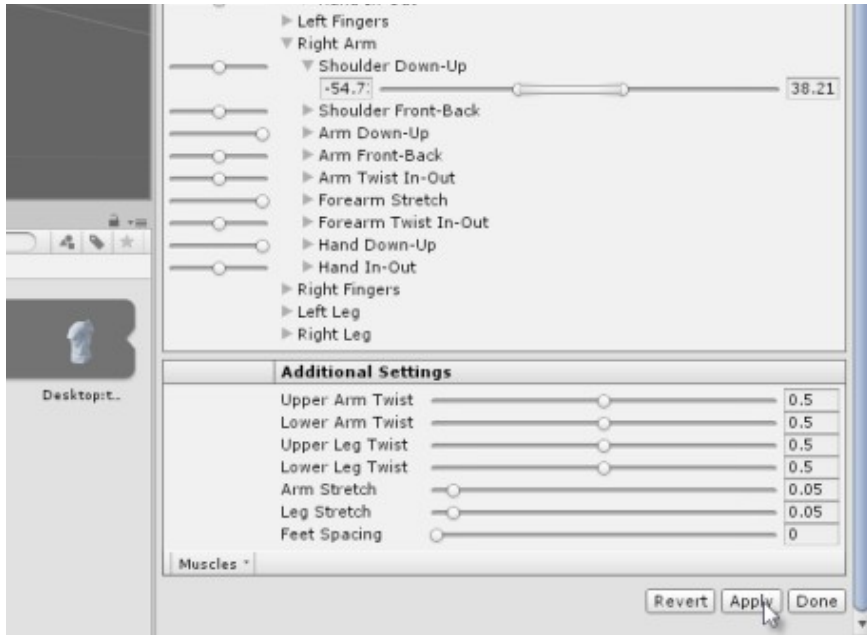 Left Fingers
Right Arm
Shoulder Down-Up
-54.7 38.21
Shoulder Front-Back
Arm Down-Up
Arm Front-Back
Arm Twist In-Out
Forearm Stretch
Forearm Twist In-Out
Hand Down-Up
Hand In-Out
Right Fingers
Left Leg
Right Leg
Additional Settings
Desktop:t..
Upper Arm Twist 0.5
Lower Arm Twist 0.5
Upper Leg Twist 0.5
Lower Leg Twist 0.5
Arm Stretch 0.05
Leg Stretch 0.05
Feet Spacing 0
Muscles
Revert Apply Done